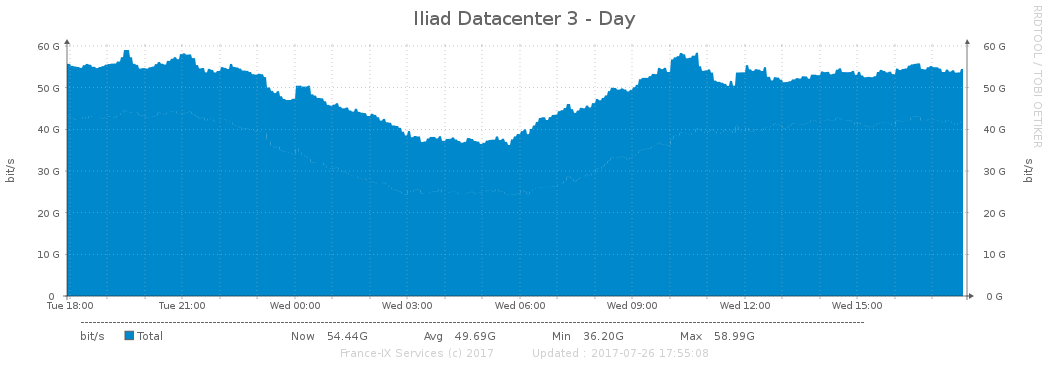 Iliad Datacenter 3 - Day
RRDTOOL / TOBI OETIKER
60 G 60 G
50 G 50 G
40 G 40 G
30 G 30 G
20 G 20 G
10 G 10 G
0 0 G
bit/s bit/s
Tue 18:00 Tue 21:00 Wed 00:00 Wed 03:00 Wed 06:00 Wed 09:00 Wed 12:00 Wed 15:00
bit/s Total Now 54.44G Avg 49.69G Min 36.20G Max 58.99G
France-IX Services (c) 2017 Updated : 2017-07-26 17:55:08